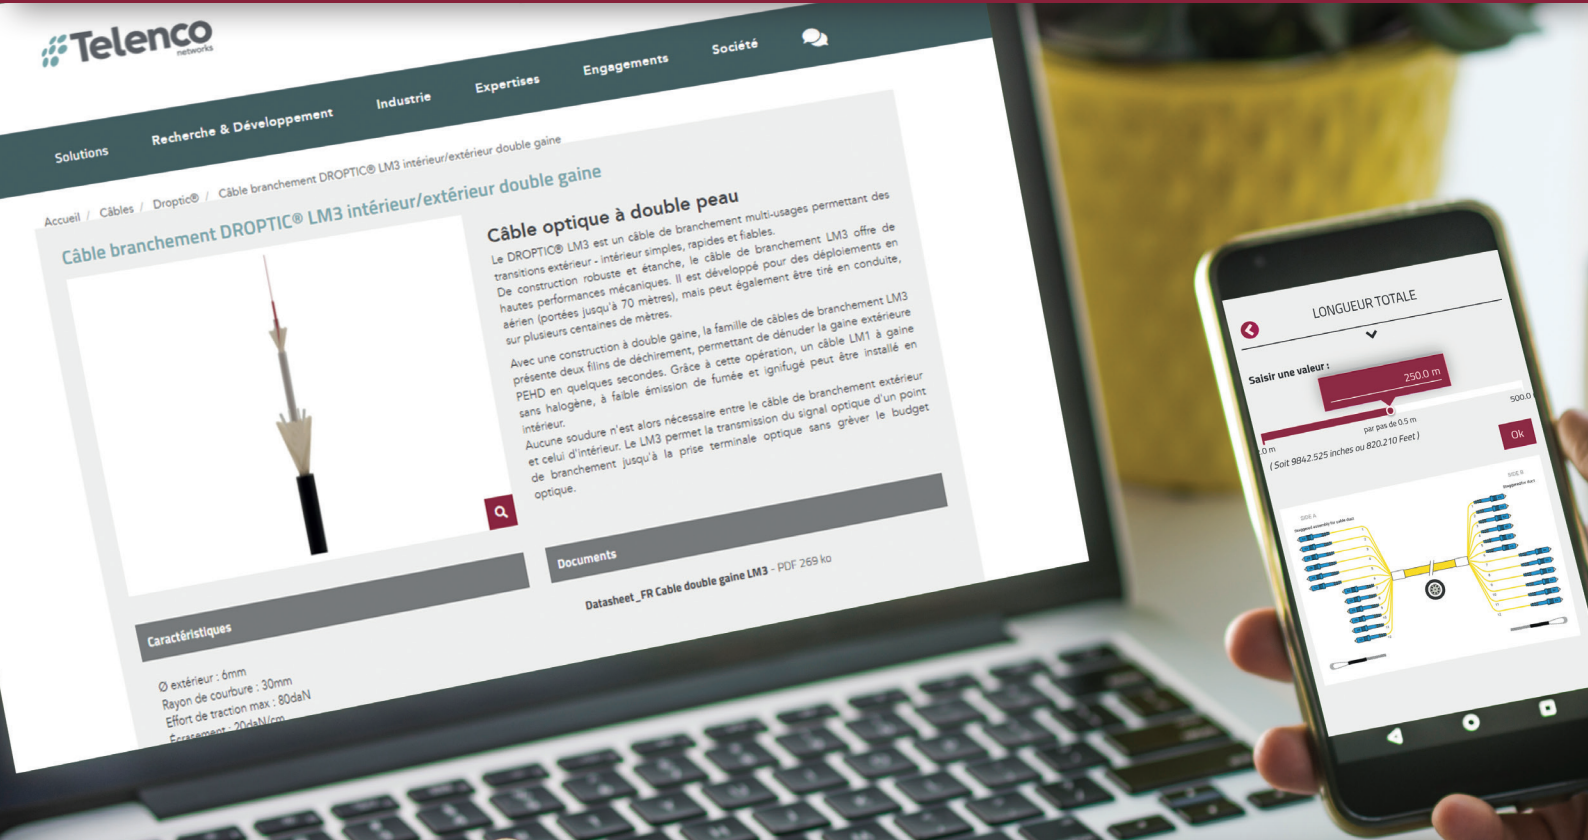 Telenco
networks
Solutions
Recherche & Développement
Industrie
Expertises
Engagements
Société
Accueil / Câbles / Droptic® / Câble branchement DROPTIC® LM3 intérieur/extérieur double gaine
Câble branchement DROPTIC® LM3 intérieur/extérieur double gaine
Câble optique à double peau
Le DROPTIC® LM3 est un câble de branchement multi-usages permettant des
transitions extérieur - intérieur simples, rapides et fiables.
De construction robuste et étanche, le câble de branchement LM3 offre de
hautes performances mécaniques. Il est développé pour des déploiements en
aérien (portées jusqu'à 70 mètres), mais peut également être tiré en conduite,
sur plusieurs centaines de mètres.
Avec une construction à double gaine, la famille de câbles de branchement LM3
présente deux filins de déchirement, permettant de dénuder la gaine extérieure
PEHD en quelques secondes. Grâce à cette opération, un câble LM1 à gaine
sans halogène, à faible émission de fumée et ignifugé peut être installé en
intérieur.
Aucune soudure n'est alors nécessaire entre le câble de branchement extérieur
et celui d'intérieur. Le LM3 permet la transmission du signal optique d'un point
de branchement jusqu'à la prise terminale optique sans grèver le budget
optique.
Caractéristiques
Ø extérieur : 6mm
Rayon de courbure : 30mm
Effort de traction max : 80daN
Écrasement : 20daN/cm
Documents
Datasheet_FR Cable double gaine LM3 - PDF 269 ko
LONGUEUR TOTALE
Saisir une valeur :
250.0 m
.0 m
500.0
par pas de 0.5 m
( Soit 9842.525 inches ou 820.210 Feet )
Ok
SIDE A
SIDE B